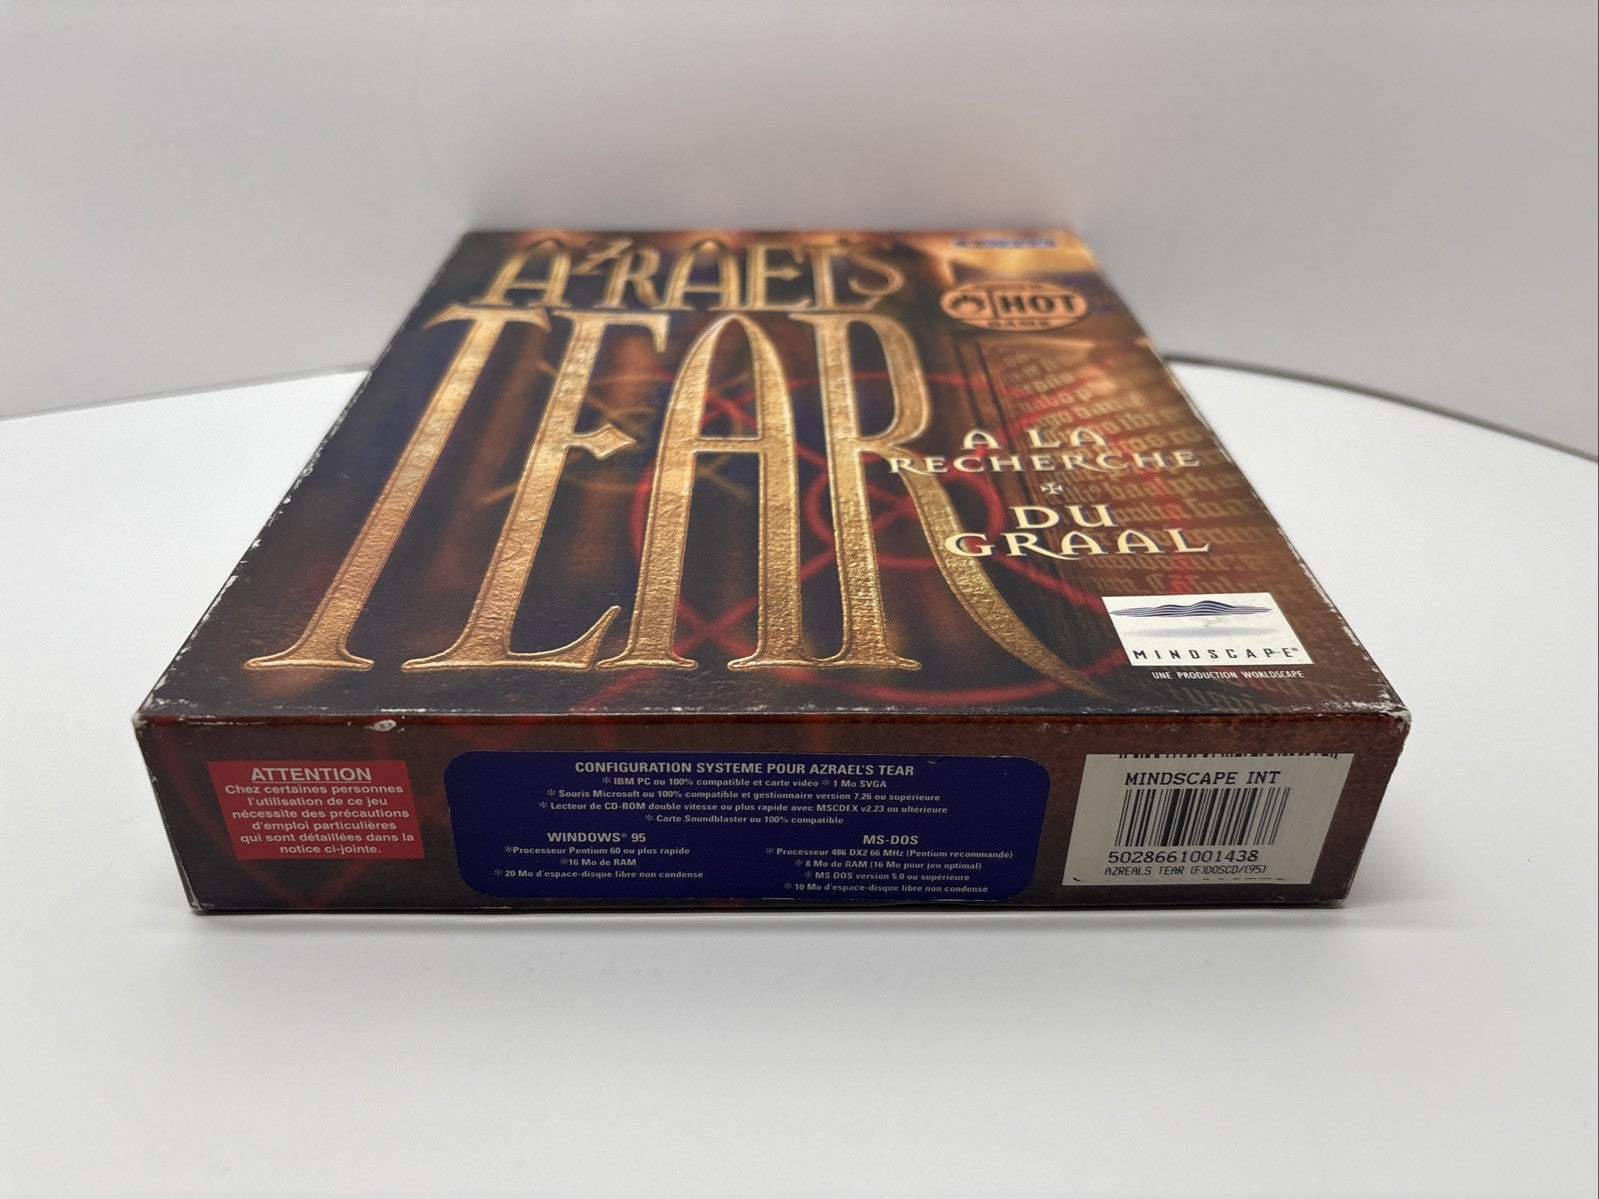 AZRAEL'S
TEAR
HOT
GAME
A LA
RECHERCHE
DU
GRAAL
MINDSCAPE®
UNE PRODUCTION WORLDSCAPE
ATTENTION
Chez certaines personnes
l'utilisation de ce jeu
nécessite des précautions
d'emploi particulières
qui sont détaillées dans la
notice ci-jointe.
CONFIGURATION SYSTEME POUR AZRAEL'S TEAR
* IBM PC ou 100% compatible et carte vidéo * 1 Mo SVGA
* Souris Microsoft ou 100% compatible et gestionnaire version 7.26 ou supérieure
* Lecteur de CD-ROM double vitesse ou plus rapide avec MSCDEX v2.23 ou ultérieure
* Carte Soundblaster ou 100% compatible
WINDOWS® 95
*Processeur Pentium 60 ou plus rapide
*16 Mo de RAM
* 20 Mo d'espace-disque libre non condensé
MS-DOS
* Processeur 486 DX2 66 MHz (Pentium recommande)
* 8 Mo de RAM (16 Mo pour jeu optimal)
* MS DOS version 5.0 ou supérieure
* 10 Mo d'espace-disque libre non condensé
MINDSCAPE INT
5028661001438
AZREALS TEAR (F)DOSCD/(95)